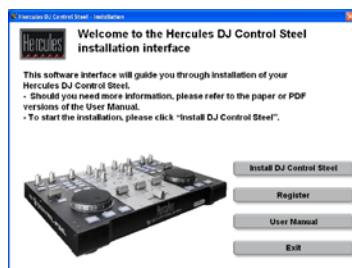 Hercules DJ Control Steel - Installation
Hercules
Welcome to the Hercules DJ Control Steel
installation interface
This software interface will guide you through installation of your
Hercules DJ Control Steel.
- Should you need more information, please refer to the paper or PDF
versions of the User Manual.
- To start the installation, please click "Install DJ Control Steel".
Install DJ Control Steel
Register
User Manual
Exit